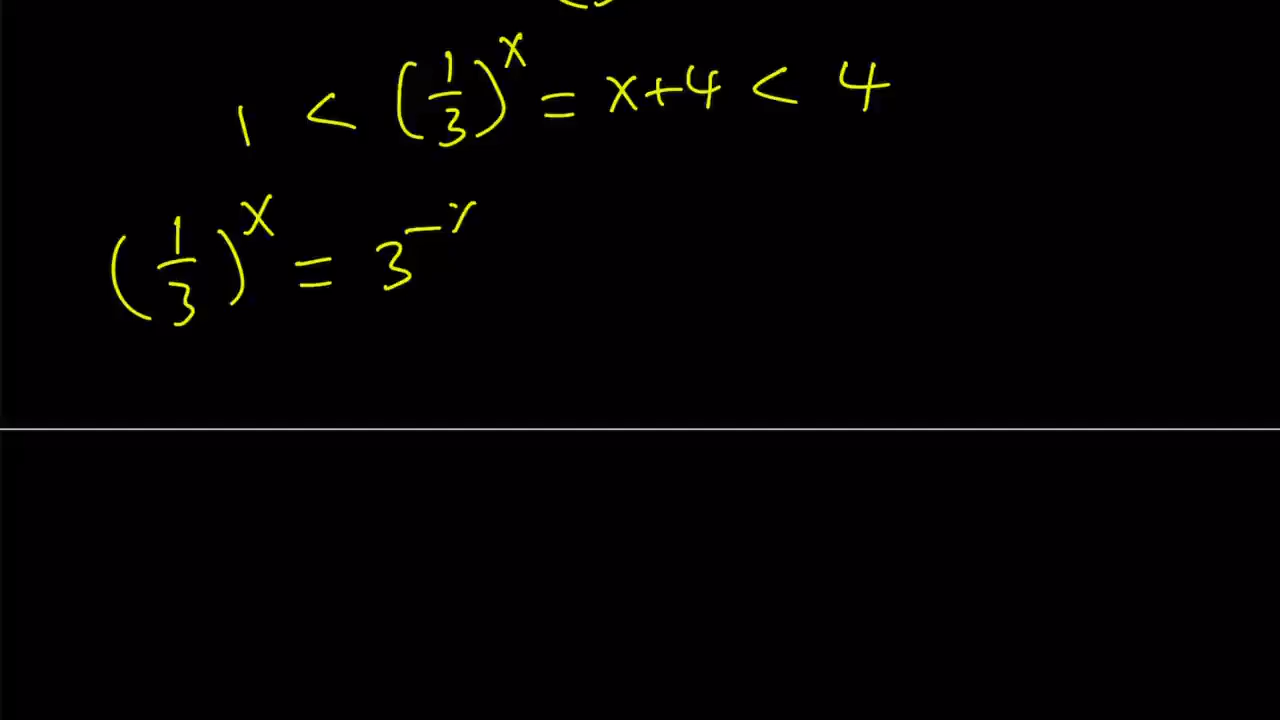 1 < (1/3)^x = x+4 < 4
(1/3)^x = 3^-x